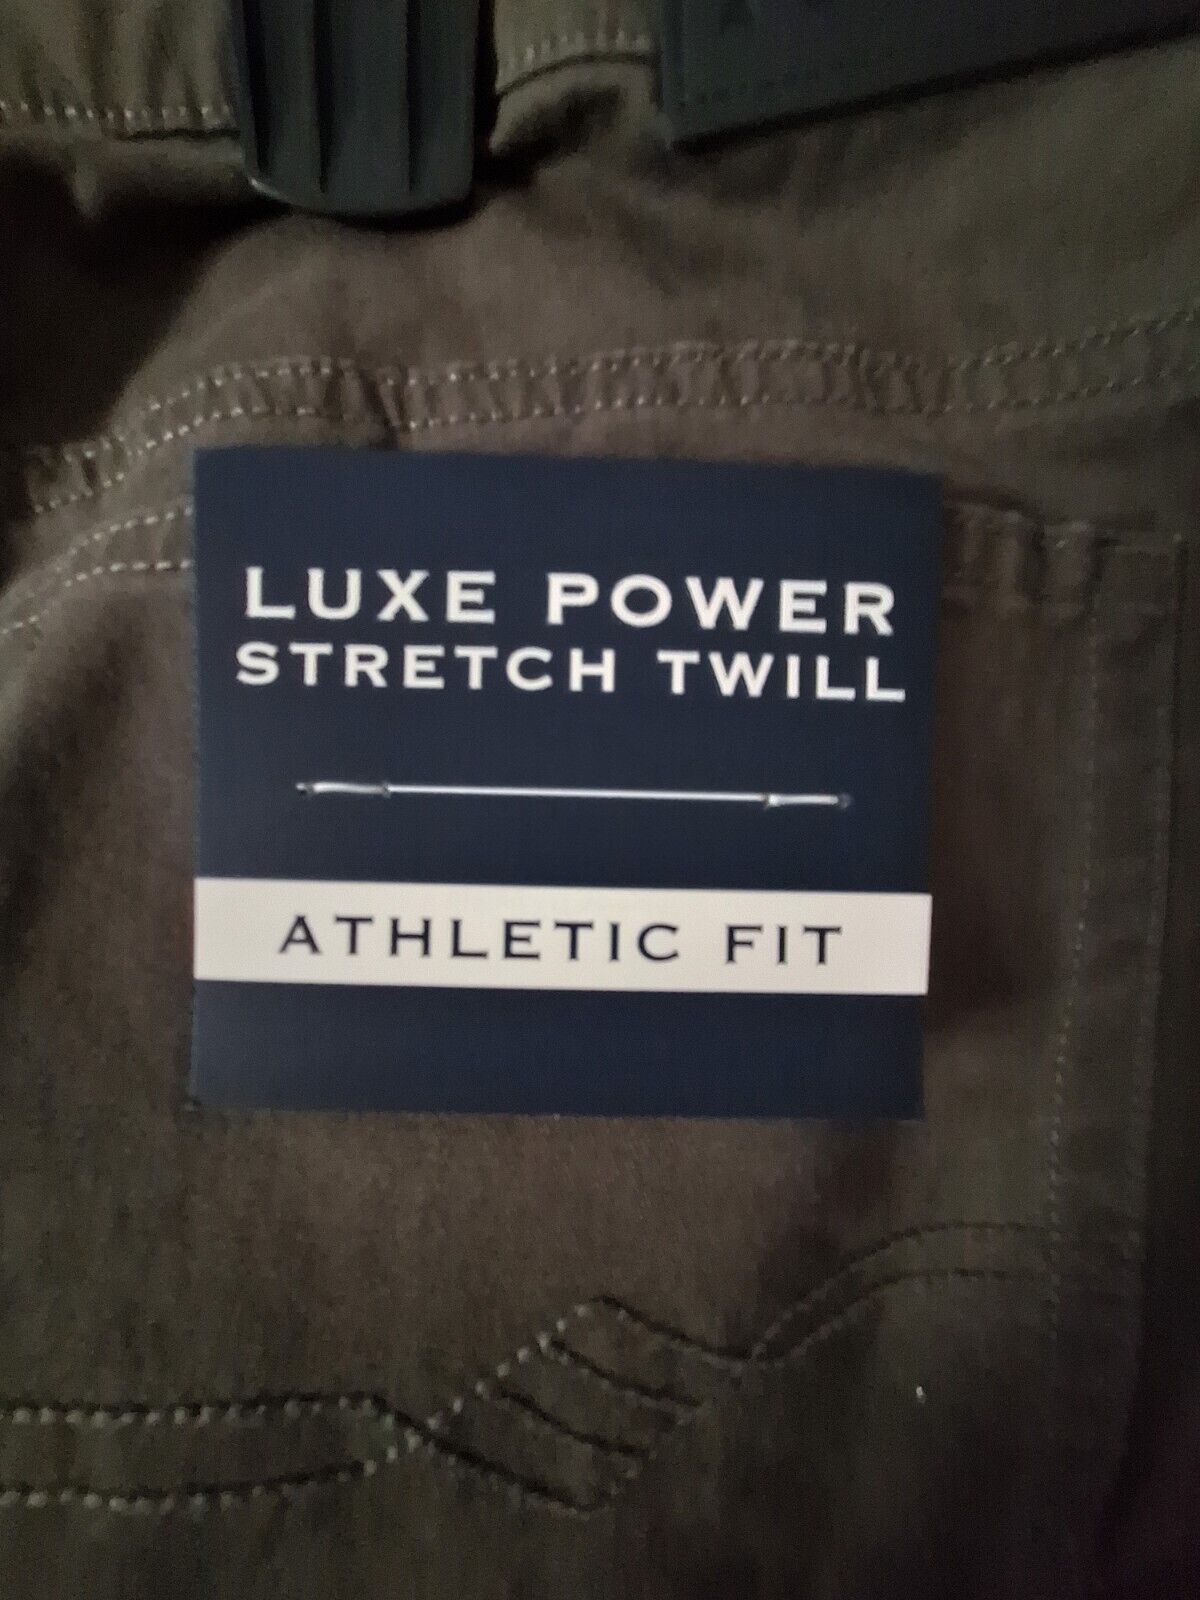 LUXE POWER
STRETCH TWILL
ATHLETIC FIT